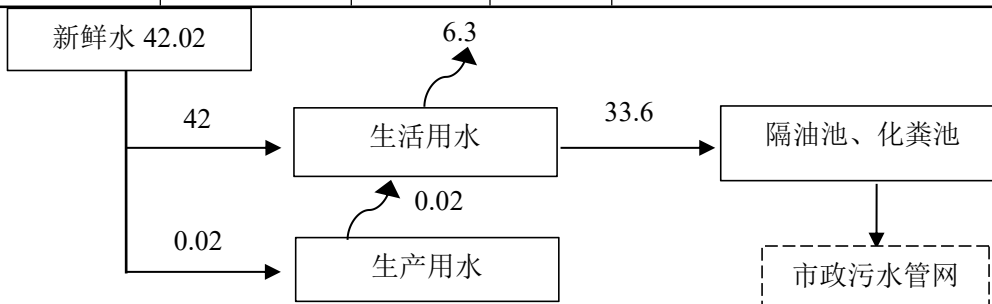 新鲜水 42.02
6.3
42
生活用水
33.6
隔油池、化粪池
0.02
0.02
生产用水
市政污水管网